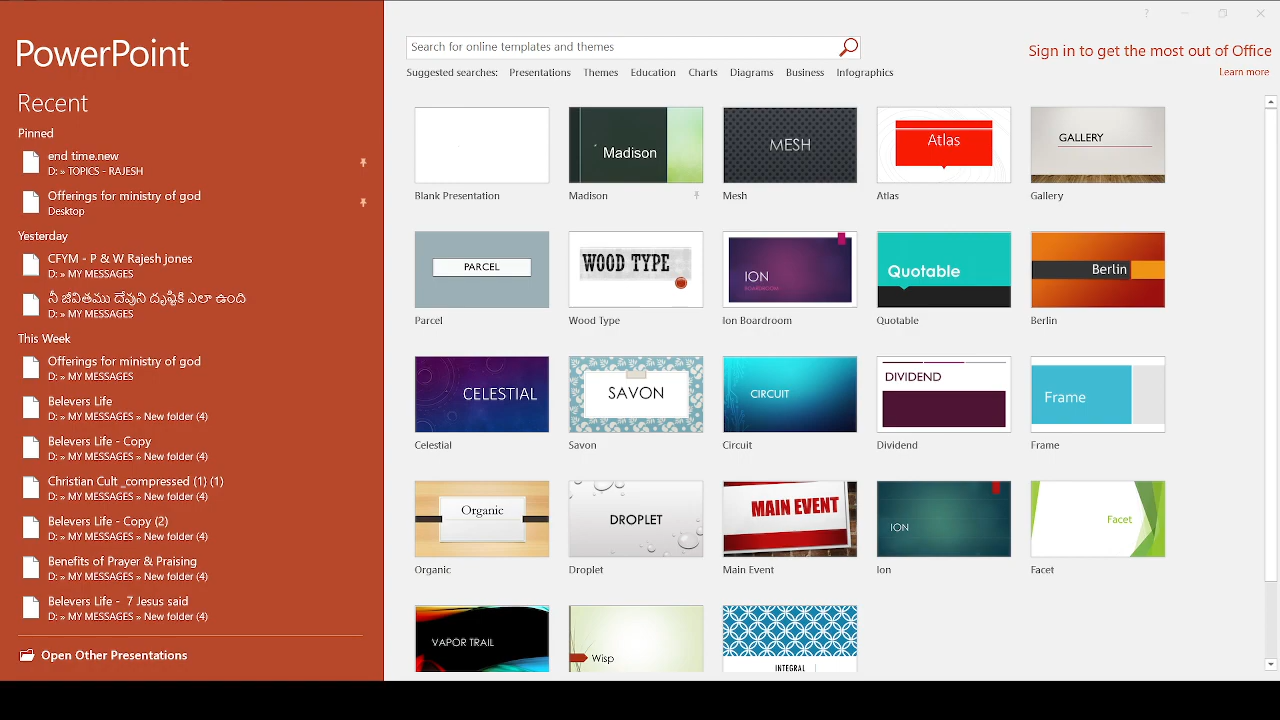 PowerPoint
Recent
Pinned
end time.new
D: » TOPICS - RAJESH
Offerings for ministry of god
Desktop
Yesterday
CFYM - P & W Rajesh jones
D: » MY MESSAGES
నీ జీవితము దేవుని దృష్టికి ఎలా ఉంది
D: » MY MESSAGES
This Week
Offerings for ministry of god
D: » MY MESSAGES
Belevers Life
D: » MY MESSAGES » New folder (4)
Belevers Life - Copy
D: » MY MESSAGES » New folder (4)
Christian Cult _compressed (1) (1)
D: » MY MESSAGES » New folder (4)
Belevers Life - Copy (2)
D: » MY MESSAGES » New folder (4)
Benefits of Prayer & Praising
D: » MY MESSAGES » New folder (4)
Belevers Life - 7 Jesus said
D: » MY MESSAGES » New folder (4)
Open Other Presentations
?
Search for online templates and themes
Sign in to get the most out of Office
Learn more
Suggested searches: Presentations Themes Education Charts Diagrams Business Infographics
Madison MESH Atlas GALLERY
Blank Presentation Madison Mesh Atlas Gallery
PARCEL WOOD TYPE ION BOARDROOM Quotable Berlin
Parcel Wood Type Ion Boardroom Quotable Berlin
CELESTIAL SAVON CIRCUIT DIVIDEND Frame
Celestial Savon Circuit Dividend Frame
Organic DROPLET MAIN EVENT ION Facet
Organic Droplet Main Event Ion Facet
VAPOR TRAIL Wisp INTEGRAL